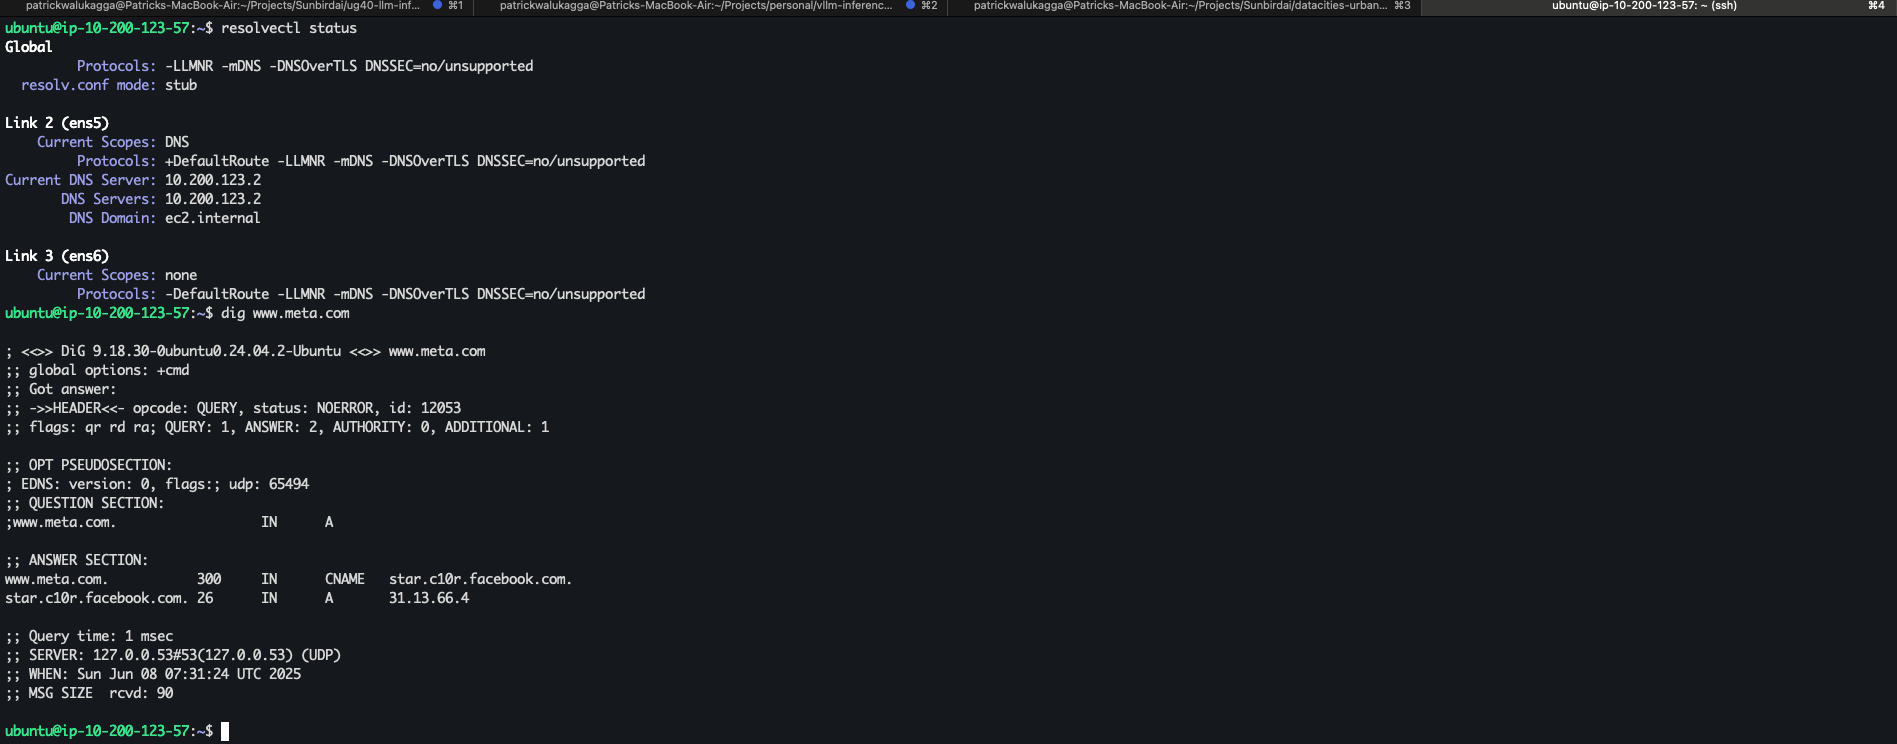 patrickwalukagga@Patricks-MacBook-Air:~/Projects/Sunbirdai/ug40-llm-inf... ⌘1 patrickwalukagga@Patricks-MacBook-Air:~/Projects/personal/vllm-inferenc... ⌘2 patrickwalukagga@Patricks-MacBook-Air:~/Projects/Sunbirdai/datacities-urban... ⌘3 ubuntu@ip-10-200-123-57: ~ (ssh) ⌘4
ubuntu@ip-10-200-123-57:~$ resolvectl status
Global
Protocols: -LLMNR -mDNS -DNSOverTLS DNSSEC=no/unsupported
resolv.conf mode: stub
Link 2 (ens5)
Current Scopes: DNS
Protocols: +DefaultRoute -LLMNR -mDNS -DNSOverTLS DNSSEC=no/unsupported
Current DNS Server: 10.200.123.2
DNS Servers: 10.200.123.2
DNS Domain: ec2.internal
Link 3 (ens6)
Current Scopes: none
Protocols: -DefaultRoute -LLMNR -mDNS -DNSOverTLS DNSSEC=no/unsupported
ubuntu@ip-10-200-123-57:~$ dig www.meta.com
; <<>> DiG 9.18.30-0ubuntu0.24.04.2-Ubuntu <<>> www.meta.com
;; global options: +cmd
;; Got answer:
;; ->>HEADER<<- opcode: QUERY, status: NOERROR, id: 12053
;; flags: qr rd ra; QUERY: 1, ANSWER: 2, AUTHORITY: 0, ADDITIONAL: 1
;; OPT PSEUDOSECTION:
; EDNS: version: 0, flags:; udp: 65494
;; QUESTION SECTION:
;www.meta.com. IN A
;; ANSWER SECTION:
www.meta.com. 300 IN CNAME star.c10r.facebook.com.
star.c10r.facebook.com. 26 IN A 31.13.66.4
;; Query time: 1 msec
;; SERVER: 127.0.0.53#53(127.0.0.53) (UDP)
;; WHEN: Sun Jun 08 07:31:24 UTC 2025
;; MSG SIZE rcvd: 90
ubuntu@ip-10-200-123-57:~$